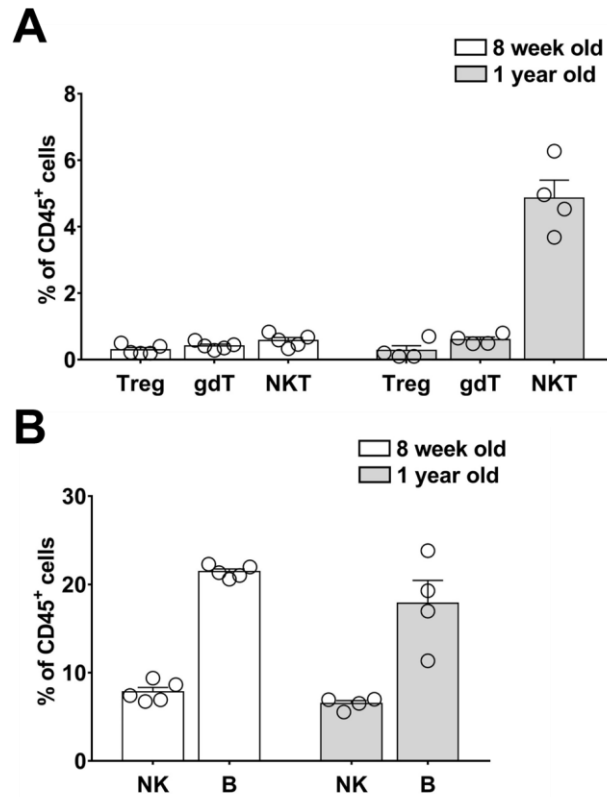 A
8 week old
1 year old
% of CD45+ cells
8
6
4
2
0
Treg gdT NKT Treg gdT NKT
B
8 week old
1 year old
% of CD45+ cells
30
20
10
0
NK B NK B